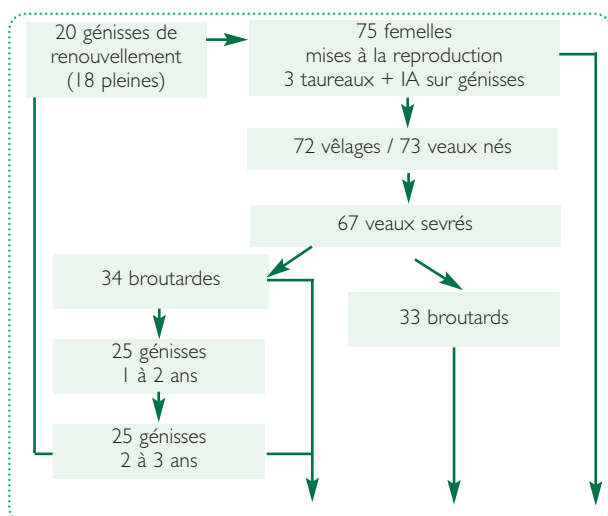 20 génisses de
renouvellement
(18 pleines)
75 femelles
mises à la reproduction
3 taureaux + IA sur génisses
72 vêlages / 73 veaux nés
67 veaux sevrés
34 broutardes
33 broutards
25 génisses
1 à 2 ans
25 génisses
2 à 3 ans